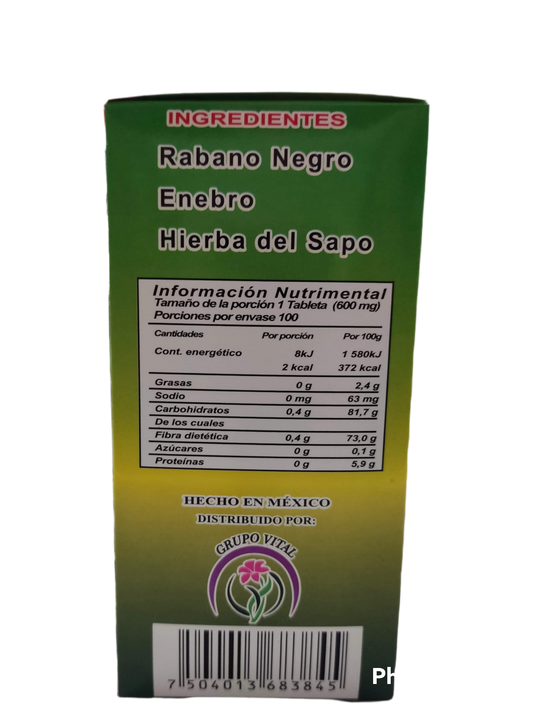 INGREDIENTES
Rabano Negro
Enebro
Hierba del Sapo
Información Nutrimental
Tamaño de la porción 1 Tableta (600 mg)
Porciones por envase 100
Cantidades Por porción Por 100g
Cont. energético 8kJ 1 580kJ
2 kcal 372 kcal
Grasas 0 g 2,4 g
Sodio 0 mg 63 mg
Carbohidratos 0,4 g 81,7 g
De los cuales
Fibra dietética 0,4 g 73,0 g
Azúcares 0 g 0,1 g
Proteínas 0 g 5,9 g
HECHO EN MÉXICO
DISTRIBUIDO POR:
GRUPO VITAL
7 504013 683845
Ph